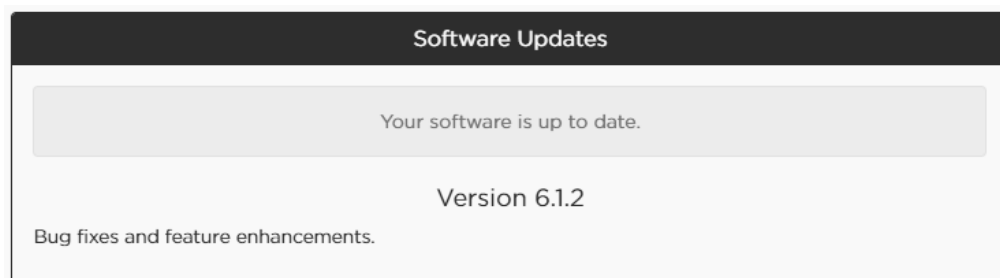 Software Updates
Your software is up to date.
Version 6.1.2
Bug fixes and feature enhancements.